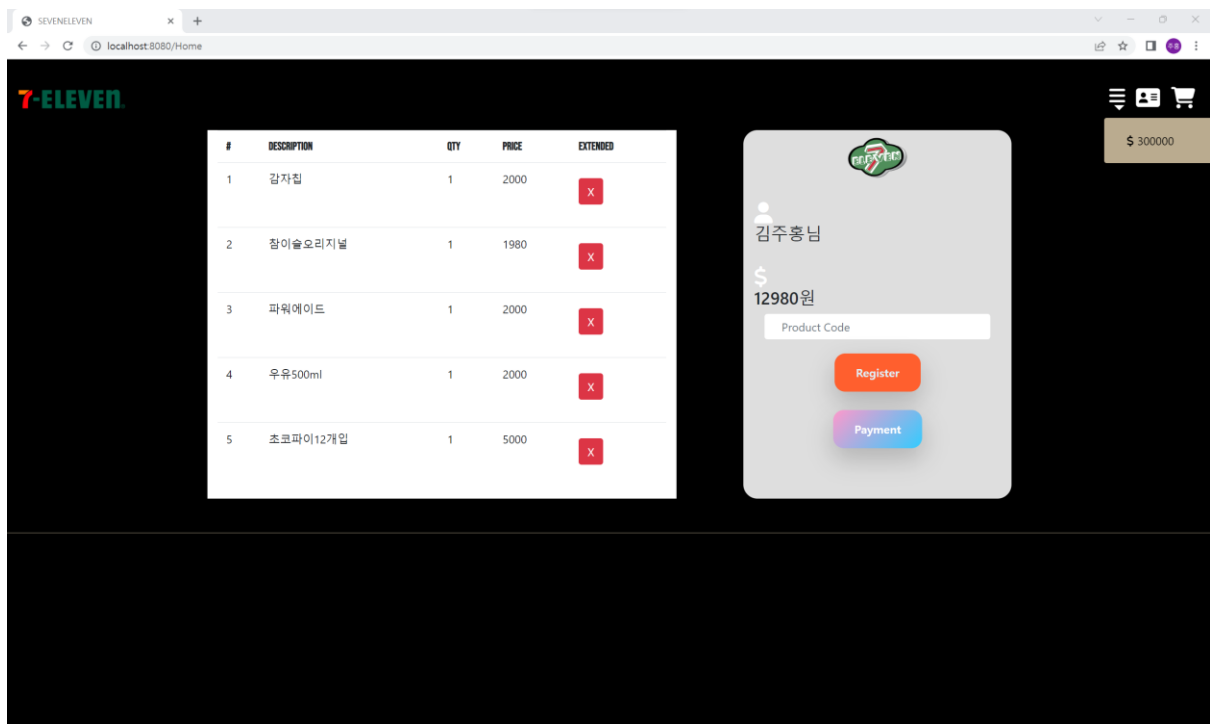 SEVENELEVEN
localhost:8080/Home
주홍
7-ELEVEN.
# DESCRIPTION QTY PRICE EXTENDED
1 감자칩 1 2000 X
2 참이슬오리지널 1 1980 X
3 파워에이드 1 2000 X
4 우유500ml 1 2000 X
5 초코파이12개입 1 5000 X
7
김주홍님
$
12980원
Product Code
Register
Payment
$ 300000